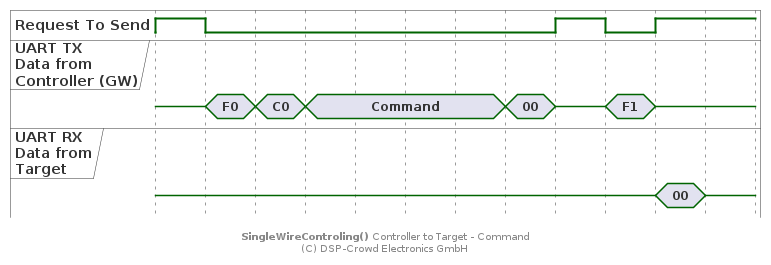 Request To Send
UART TX
Data from
Controller (GW)
F0 C0 Command 00 F1
UART RX
Data from
Target
00
SingleWireControling() Controller to Target - Command
(C) DSP-Crowd Electronics GmbH